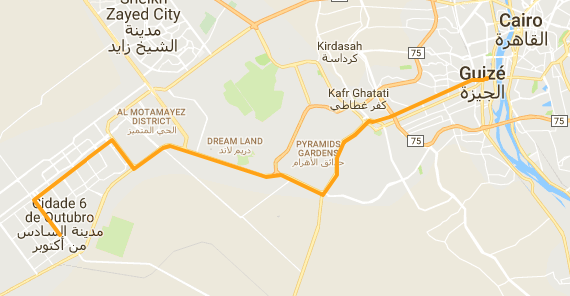 Sheikh
Zayed City
مدينة
الشيخ زايد
Cairo
القاهرة
Kirdasah
كرداسة
Guizé
الجيزة
75
Kafr Ghatati
كفر غطاطي
75
AL MOTAMAYEZ
DISTRICT
الحي المتميز
DREAM LAND
دريم لاند
PYRAMIDS
GARDENS
حدائق الأهرام
75
75
Cidade 6
de Outubro
مدينة السادس
من أكتوبر